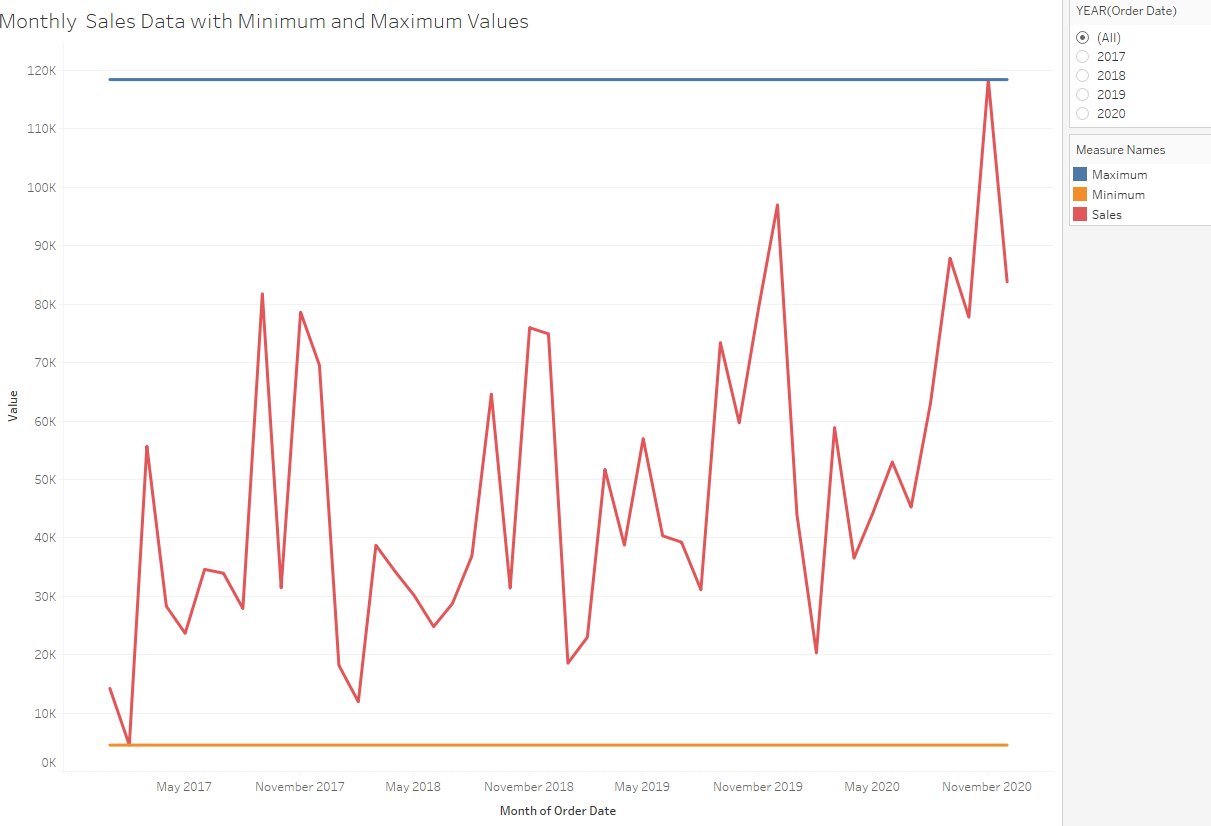 Monthly  Sales Data with Minimum and Maximum Values
120K
110K
100K
90K
80K
70K
60K
50K
40K
30K
20K
10K
0K
Value
May 2017
November 2017
May 2018
November 2018
May 2019
November 2019
May 2020
November 2020
Month of Order Date
YEAR(Order Date)
(All)
2017
2018
2019
2020
Measure Names
Maximum
Minimum
Sales